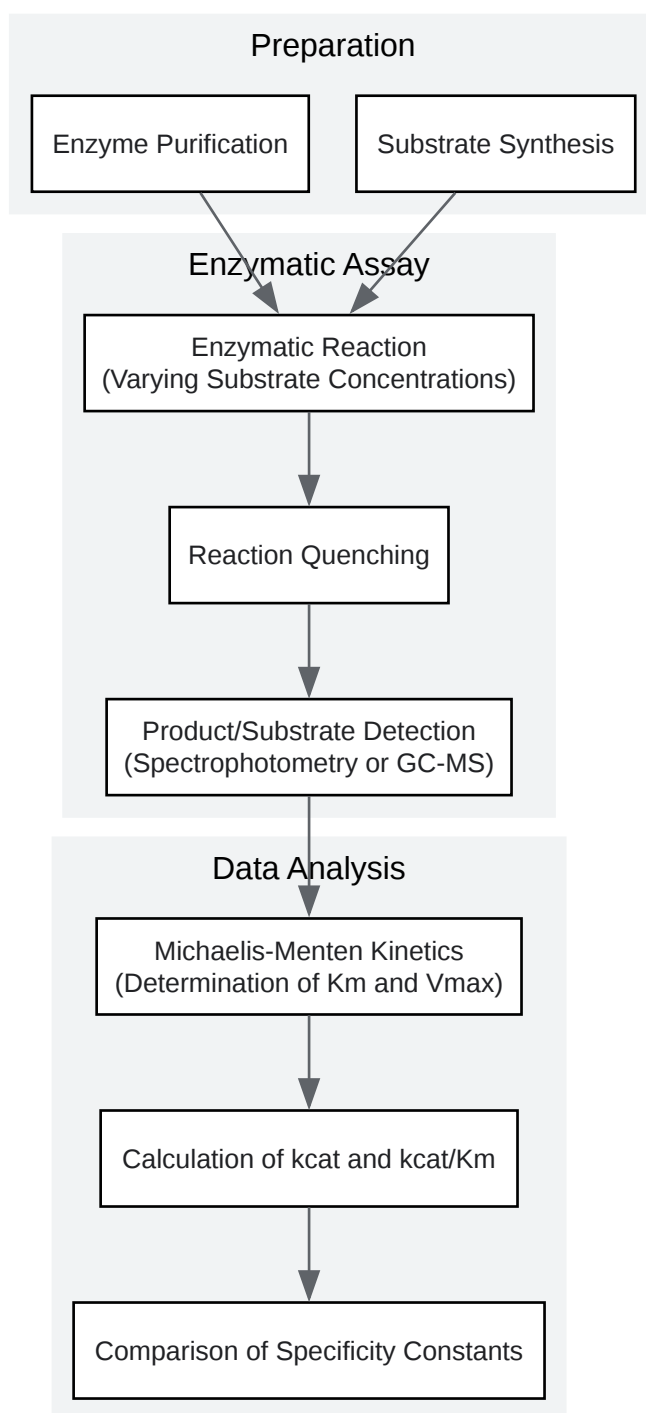 Preparation
Enzyme Purification
Substrate Synthesis
Enzymatic Assay
Enzymatic Reaction
(Varying Substrate Concentrations)
Reaction Quenching
Product/Substrate Detection
(Spectrophotometry or GC-MS)
Data Analysis
Michaelis-Menten Kinetics
(Determination of Km and Vmax)
Calculation of kcat and kcat/Km
Comparison of Specificity Constants